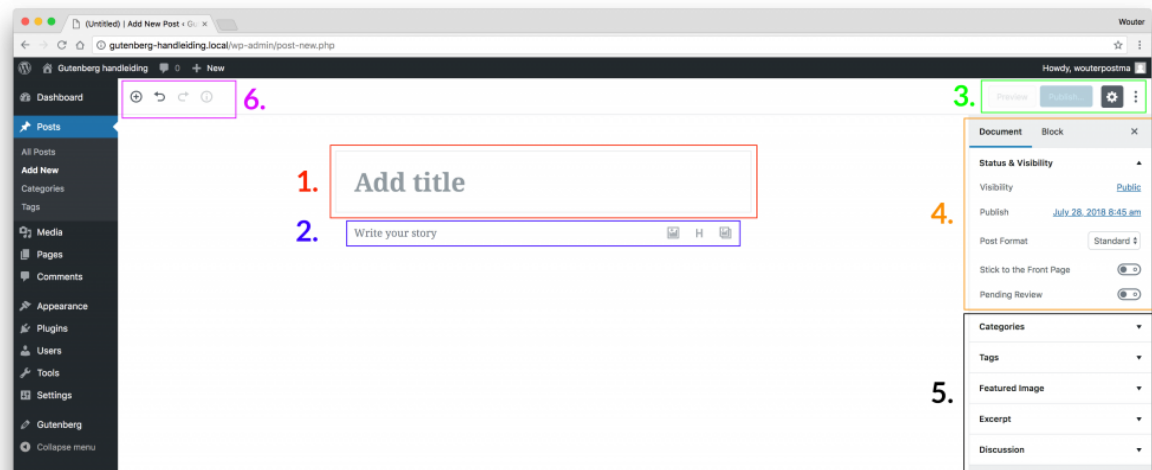 (Untitled) | Add New Post ‹ Gu
Wouter
gutenberg-handleiding.local/wp-admin/post-new.php
Gutenberg handleiding 0 + New
Howdy, wouterpostma
Dashboard
Posts
All Posts
Add New
Categories
Tags
Media
Pages
Comments
Appearance
Plugins
Users
Tools
Settings
Gutenberg
Collapse menu
6.
1.
Add title
2.
Write your story
H
3.
Preview
Publish...
4.
Document Block
Status & Visibility
Visibility Public
Publish July 28, 2018 6:45 am
Post Format Standard
Stick to the Front Page
Pending Review
5.
Categories
Tags
Featured Image
Excerpt
Discussion